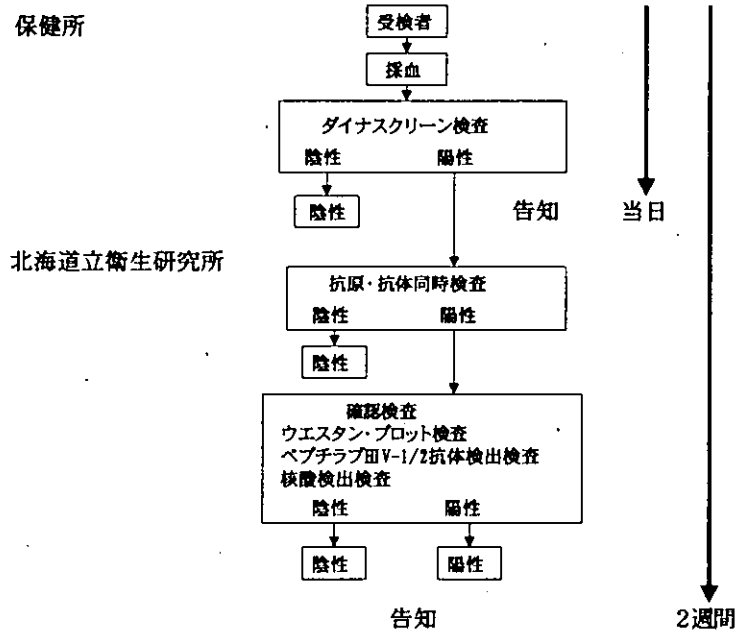 保健所
受検者
採血
ダイナスクリーン検査
陰性 陽性
陰性
告知 当日
北海道立衛生研究所
抗原・抗体同時検査
陰性 陽性
陰性
確認検査
ウエスタン・ブロット検査
ペプチラブHIV-1/2抗体検出検査
核酸検出検査
陰性 陽性
陰性 陽性
告知 2週間